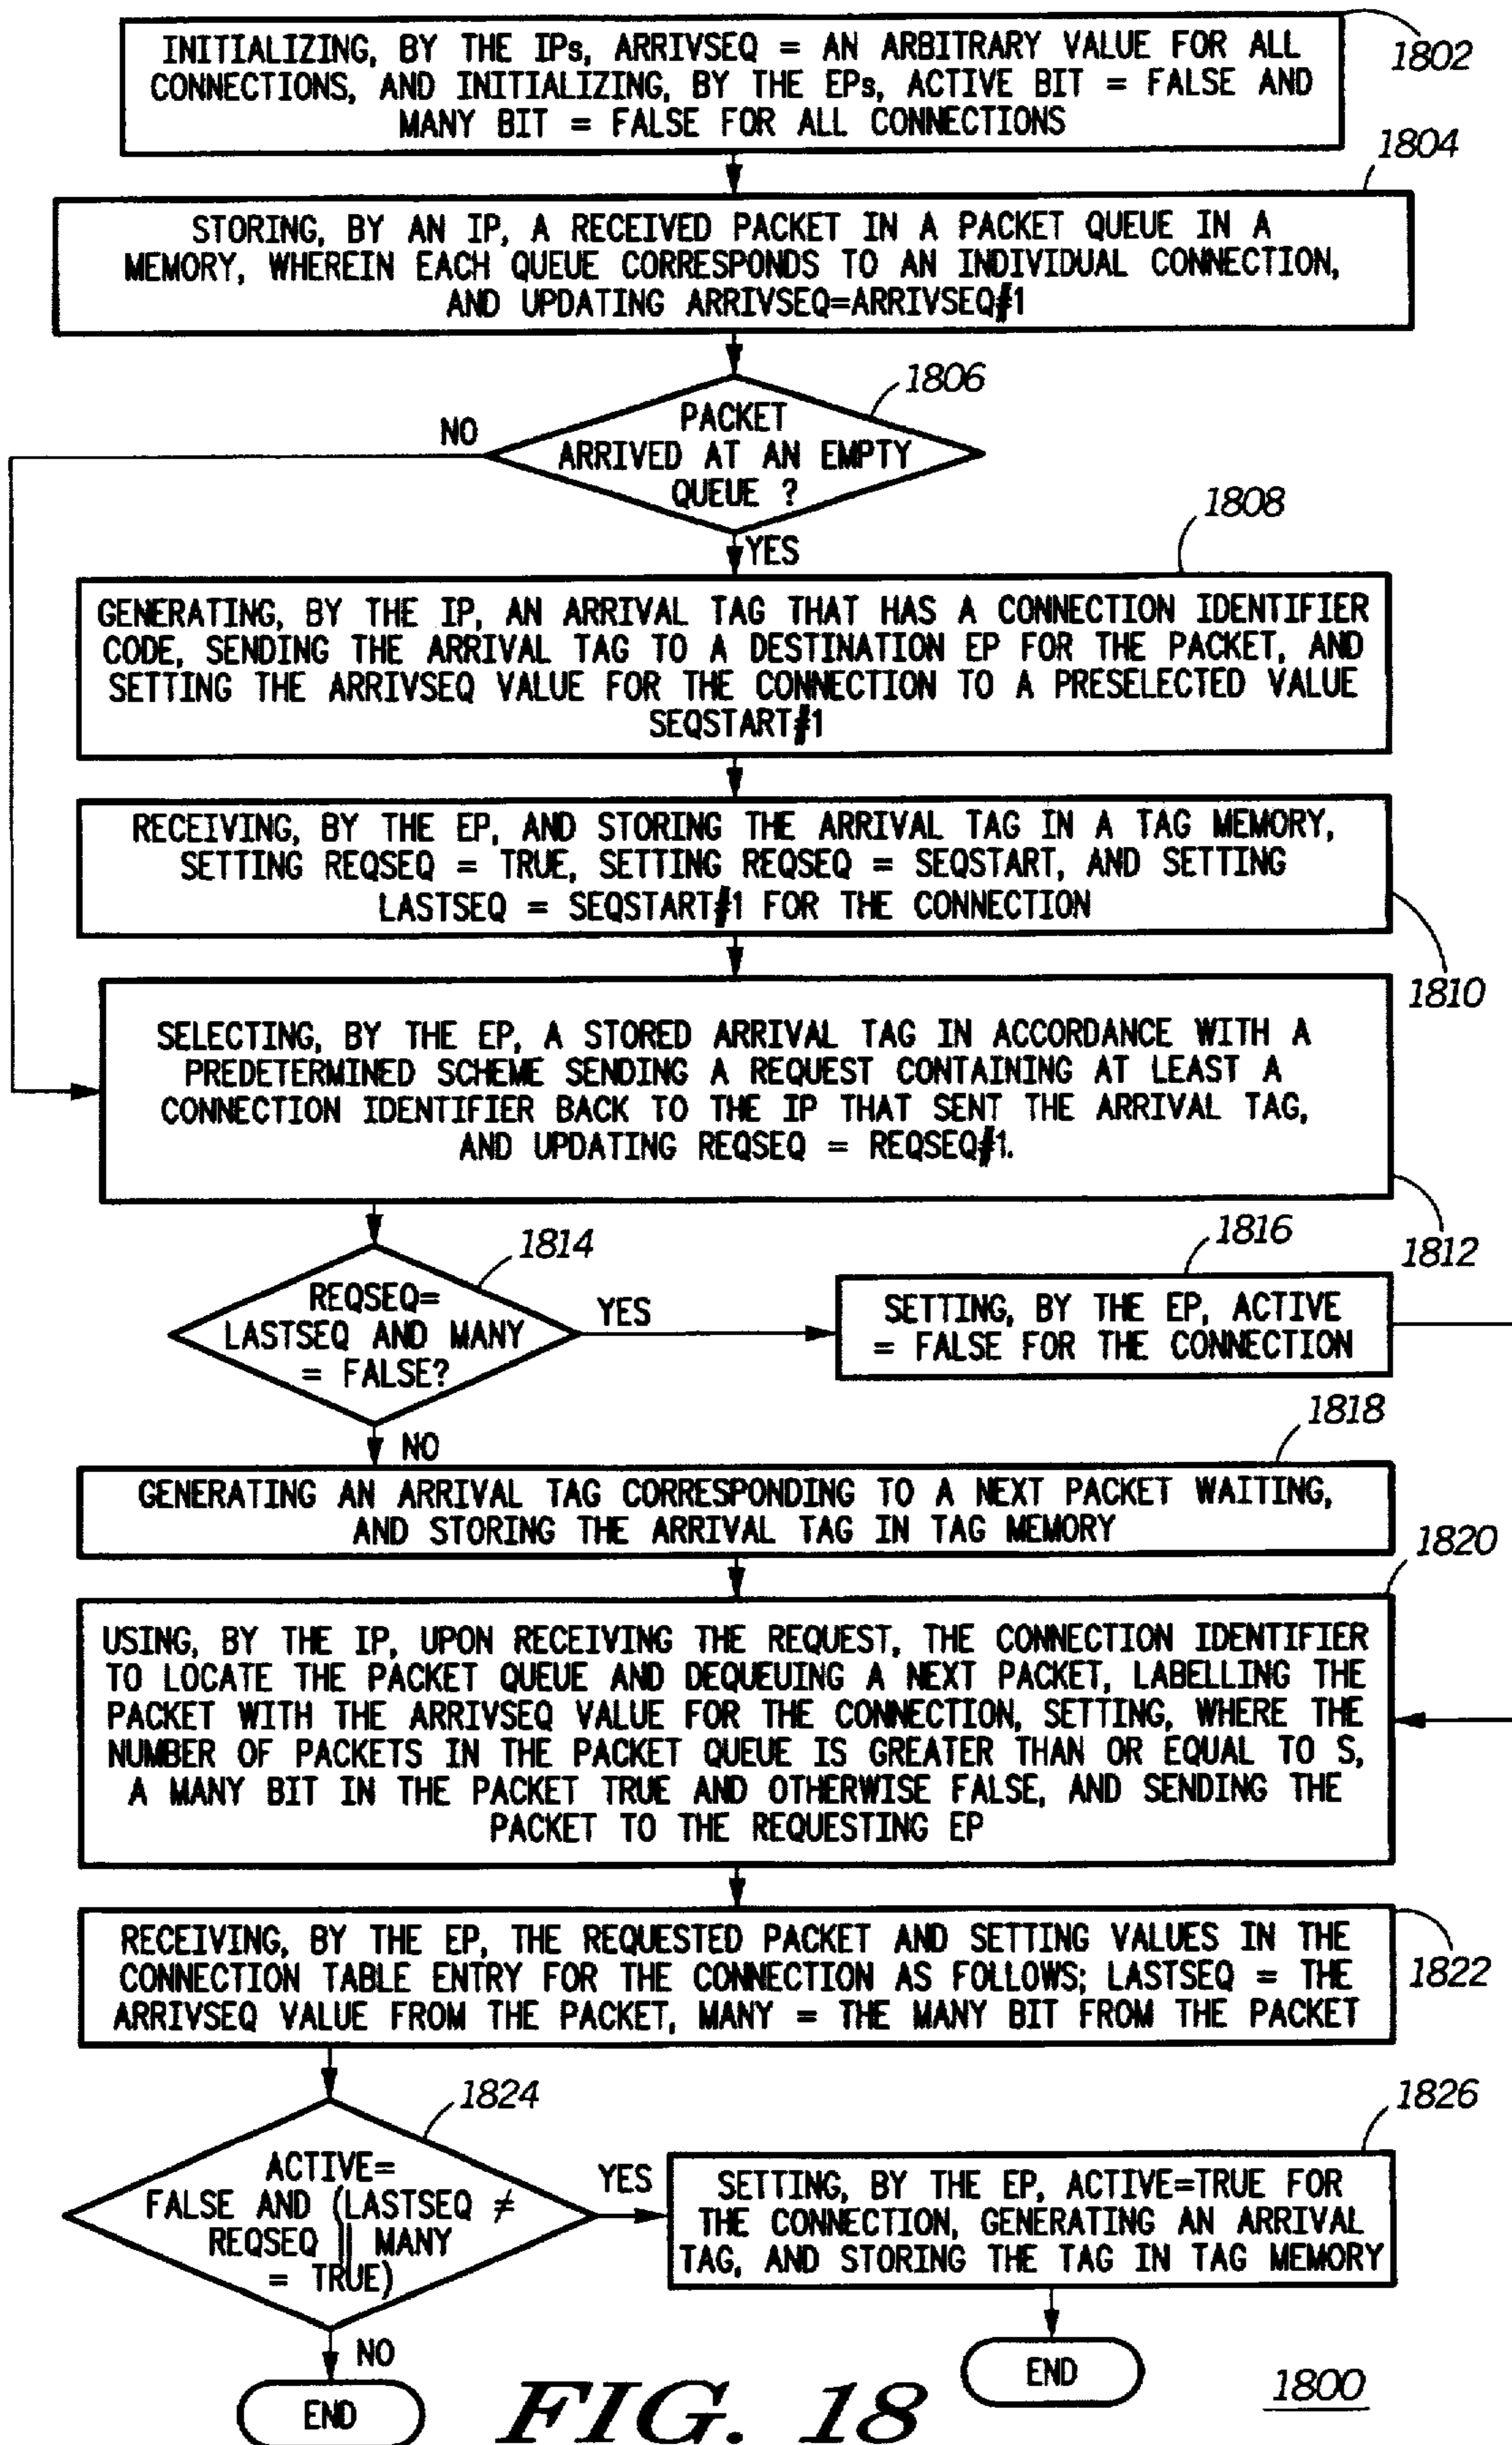 INITIALIZING, BY THE IPs, ARRIVSEQ = AN ARBITRARY VALUE FOR ALL
CONNECTIONS, AND INITIALIZING, BY THE EPs, ACTIVE BIT = FALSE AND
MANY BIT = FALSE FOR ALL CONNECTIONS
1802
1804
STORING, BY AN IP, A RECEIVED PACKET IN A PACKET QUEUE IN A
MEMORY, WHEREIN EACH QUEUE CORRESPONDS TO AN INDIVIDUAL CONNECTION,
AND UPDATING ARRIVSEQ=ARRIVSEQ#1
1806
PACKET
ARRIVED AT AN EMPTY
QUEUE ?
NO
YES
1808
GENERATING, BY THE IP, AN ARRIVAL TAG THAT HAS A CONNECTION IDENTIFIER
CODE, SENDING THE ARRIVAL TAG TO A DESTINATION EP FOR THE PACKET, AND
SETTING THE ARRIVSEQ VALUE FOR THE CONNECTION TO A PRESELECTED VALUE
SEQSTART#1
RECEIVING, BY THE EP, AND STORING THE ARRIVAL TAG IN A TAG MEMORY,
SETTING REQSEQ = TRUE, SETTING REQSEQ = SEQSTART, AND SETTING
LASTSEQ = SEQSTART#1 FOR THE CONNECTION
1810
SELECTING, BY THE EP, A STORED ARRIVAL TAG IN ACCORDANCE WITH A
PREDETERMINED SCHEME SENDING A REQUEST CONTAINING AT LEAST A
CONNECTION IDENTIFIER BACK TO THE IP THAT SENT THE ARRIVAL TAG,
AND UPDATING REQSEQ = REQSEQ#1.
1812
1814
REQSEQ=
LASTSEQ AND MANY
= FALSE?
YES
NO
1816
SETTING, BY THE EP, ACTIVE
= FALSE FOR THE CONNECTION
1818
GENERATING AN ARRIVAL TAG CORRESPONDING TO A NEXT PACKET WAITING,
AND STORING THE ARRIVAL TAG IN TAG MEMORY
1820
USING, BY THE IP, UPON RECEIVING THE REQUEST, THE CONNECTION IDENTIFIER
TO LOCATE THE PACKET QUEUE AND DEQUEUING A NEXT PACKET, LABELLING THE
PACKET WITH THE ARRIVSEQ VALUE FOR THE CONNECTION, SETTING, WHERE THE
NUMBER OF PACKETS IN THE PACKET QUEUE IS GREATER THAN OR EQUAL TO S,
A MANY BIT IN THE PACKET TRUE AND OTHERWISE FALSE, AND SENDING THE
PACKET TO THE REQUESTING EP
RECEIVING, BY THE EP, THE REQUESTED PACKET AND SETTING VALUES IN THE
CONNECTION TABLE ENTRY FOR THE CONNECTION AS FOLLOWS; LASTSEQ = THE
ARRIVSEQ VALUE FROM THE PACKET, MANY = THE MANY BIT FROM THE PACKET
1822
1824
ACTIVE=
FALSE AND (LASTSEQ ≠
REQSEQ || MANY
= TRUE)
YES
NO
1826
SETTING, BY THE EP, ACTIVE=TRUE FOR
THE CONNECTION, GENERATING AN ARRIVAL
TAG, AND STORING THE TAG IN TAG MEMORY
END
END
FIG. 18
1800